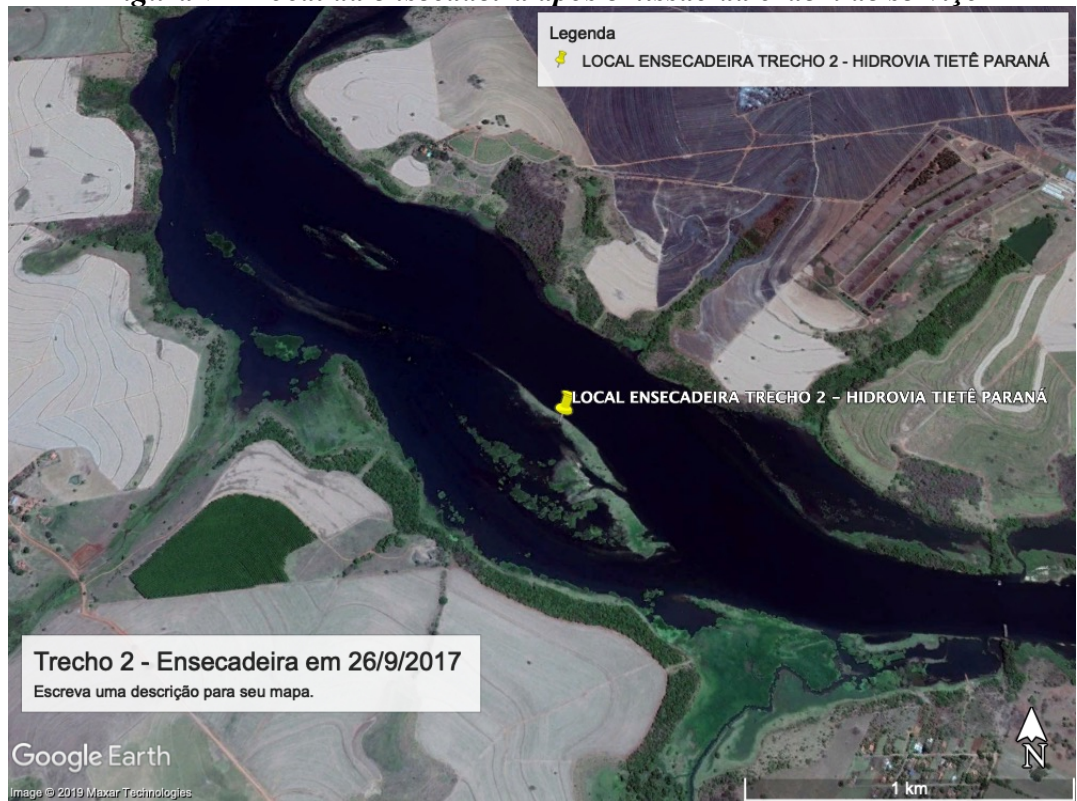 Legenda
LOCAL ENSECADEIRA TRECHO 2 - HIDROVIA TIETÊ PARANÁ
LOCAL ENSECADEIRA TRECHO 2 – HIDROVIA TIETÊ PARANÁ
Trecho 2 - Ensecadeira em 26/9/2017
Escreva uma descrição para seu mapa.
Google Earth
N
Image © 2019 Maxar Technologies
1 km